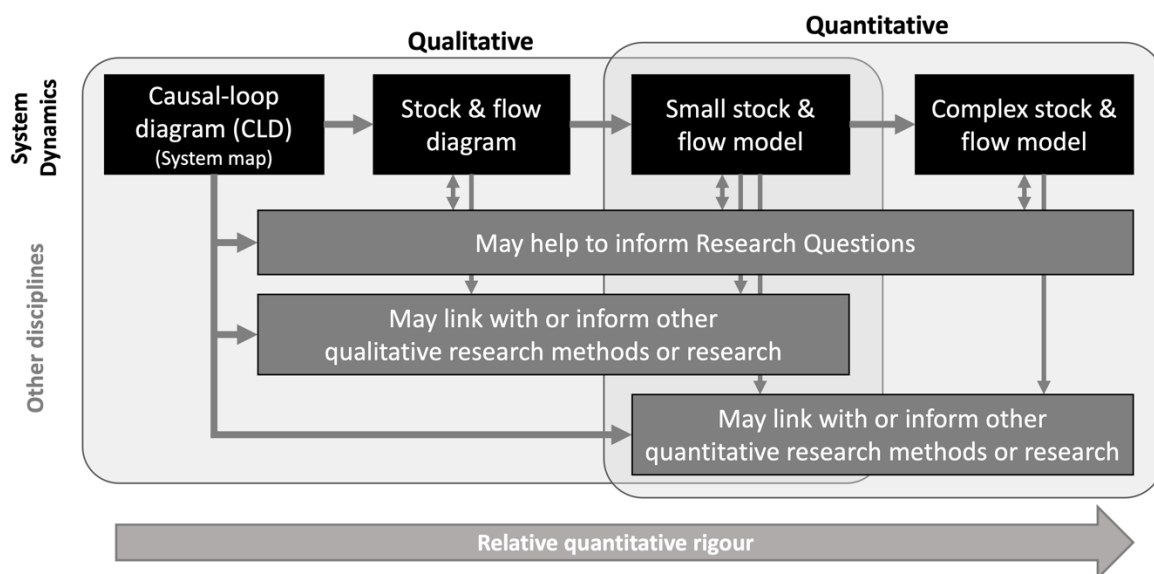 Qualitative
Quantitative
System
Dynamics
Causal-loop
diagram (CLD)
(System map)
Stock & flow
diagram
Small stock &
flow model
Complex stock &
flow model
Other disciplines
May help to inform Research Questions
May link with or inform other
qualitative research methods or research
May link with or inform other
quantitative research methods or research
Relative quantitative rigour